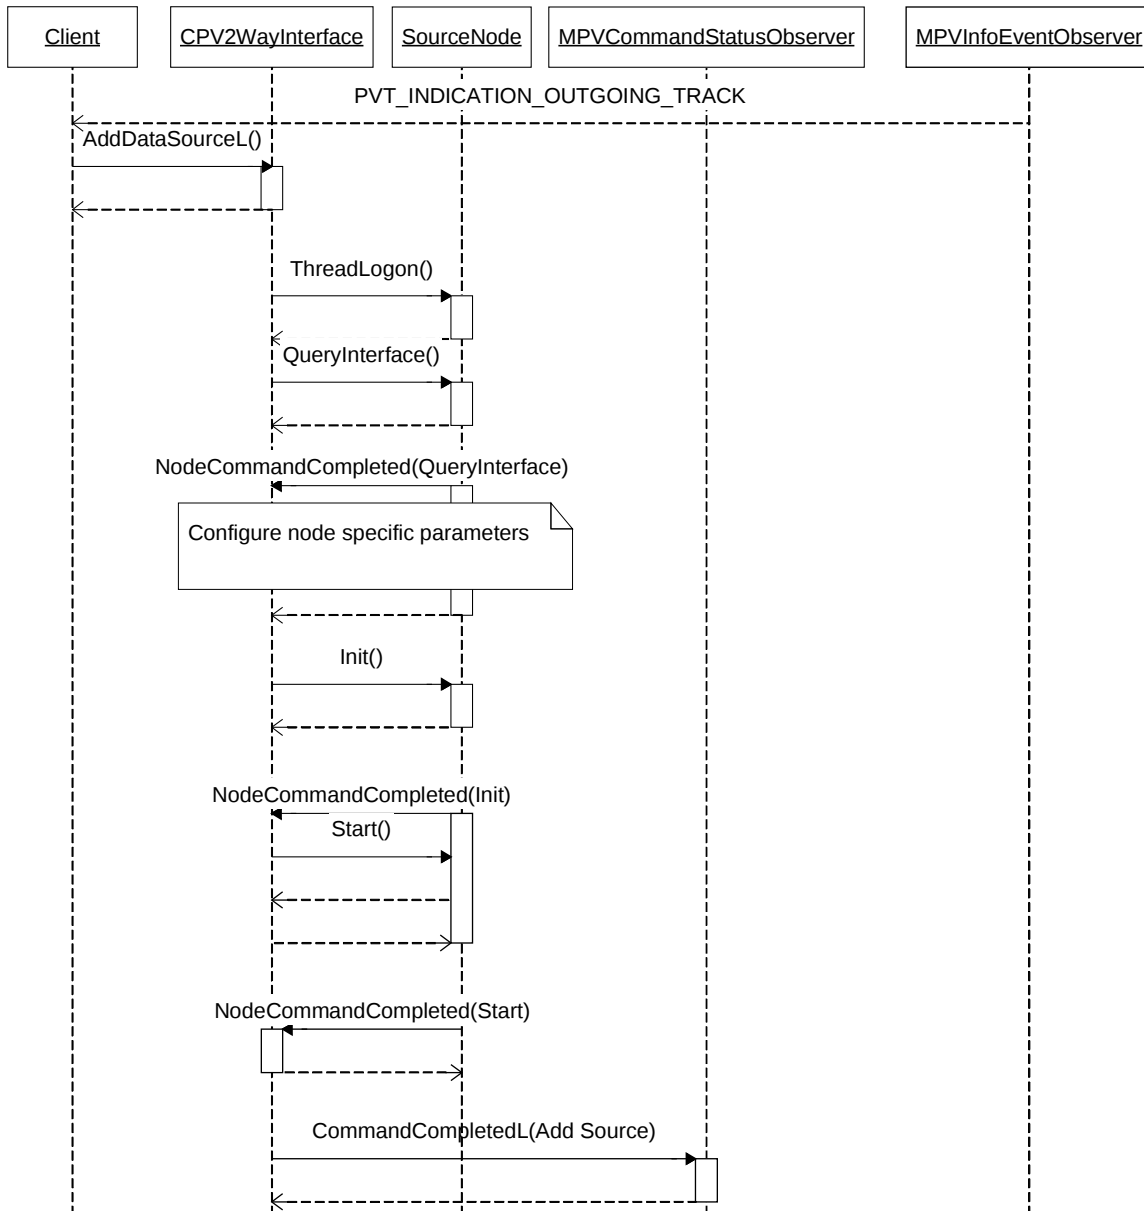 Client
CPV2WayInterface
SourceNode
MPVCommandStatusObserver
MPVInfoEventObserver
PVT_INDICATION_OUTGOING_TRACK
AddDataSourceL()
ThreadLogon()
QueryInterface()
NodeCommandCompleted(QueryInterface)
Configure node specific parameters
Init()
NodeCommandCompleted(Init)
Start()
NodeCommandCompleted(Start)
CommandCompletedL(Add Source)